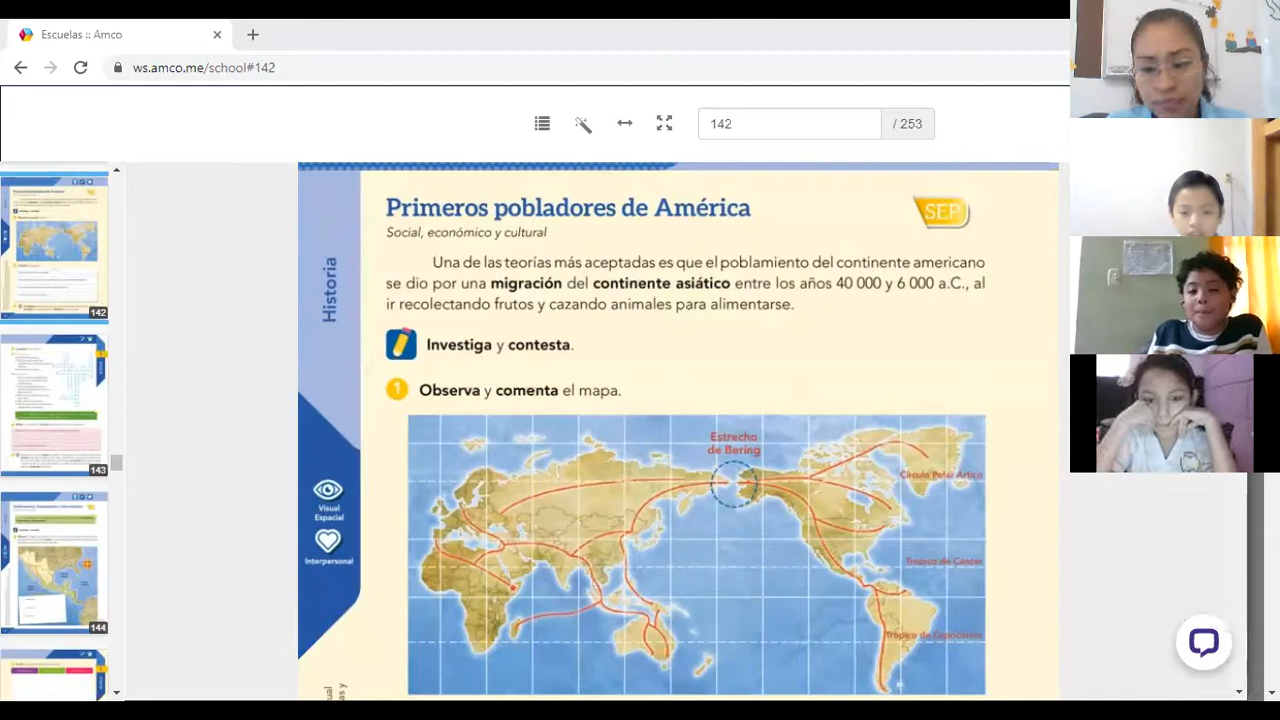 Escuelas :: Amco
ws.amco.me/school#142
142 / 253
Primeros pobladores de América
SEP
Social, económico y cultural
Una de las teorías más aceptadas es que el poblamiento del continente americano
se dio por una migración del continente asiático entre los años 40 000 y 6 000 a.C., al
ir recolectando frutos y cazando animales para alimentarse.
Historia
Investiga y contesta.
1 Observa y comenta el mapa.
Estrecho
de Bering
Círculo Polar Ártico
Trópico de Cáncer
Trópico de Capricornio
Visual
Espacial
Interpersonal
142
143
144